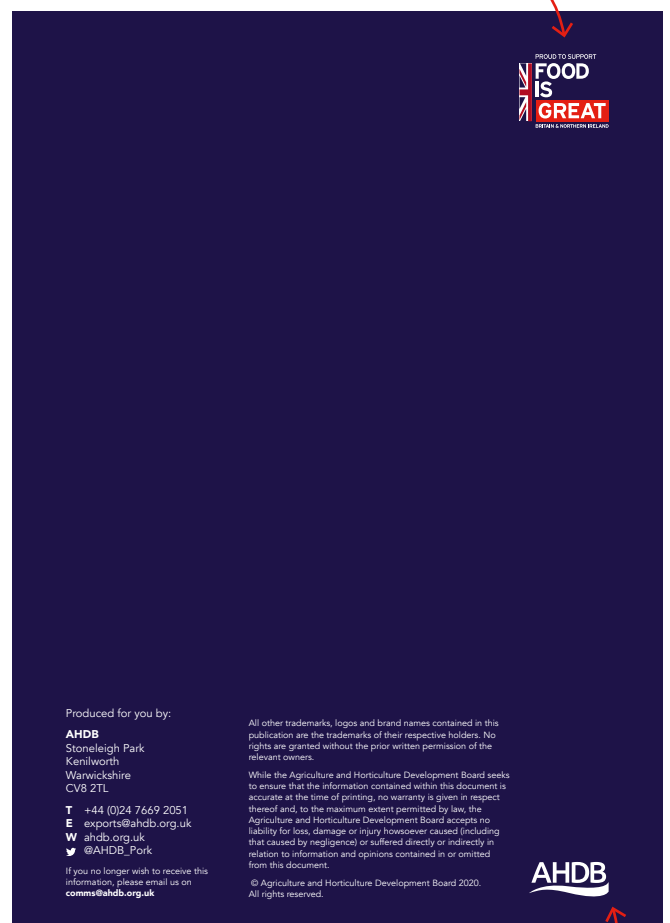 PROUD TO SUPPORT
FOOD
IS
GREAT
BRITAIN & NORTHERN IRELAND
Produced for you by:
AHDB
Stoneleigh Park
Kenilworth
Warwickshire
CV8 2TL
T +44 (0)24 7669 2051
E exports@ahdb.org.uk
W ahdb.org.uk
@AHDB_Pork
If you no longer wish to receive this
information, please email us on
comms@ahdb.org.uk
All other trademarks, logos and brand names contained in this
publication are the trademarks of their respective holders. No
rights are granted without the prior written permission of the
relevant owners.
While the Agriculture and Horticulture Development Board seeks
to ensure that the information contained within this document is
accurate at the time of printing, no warranty is given in respect
thereof and, to the maximum extent permitted by law, the
Agriculture and Horticulture Development Board accepts no
liability for loss, damage or injury howsoever caused (including
that caused by negligence) or suffered directly or indirectly in
relation to information and opinions contained in or omitted
from this document.
© Agriculture and Horticulture Development Board 2020.
All rights reserved.
AHDB